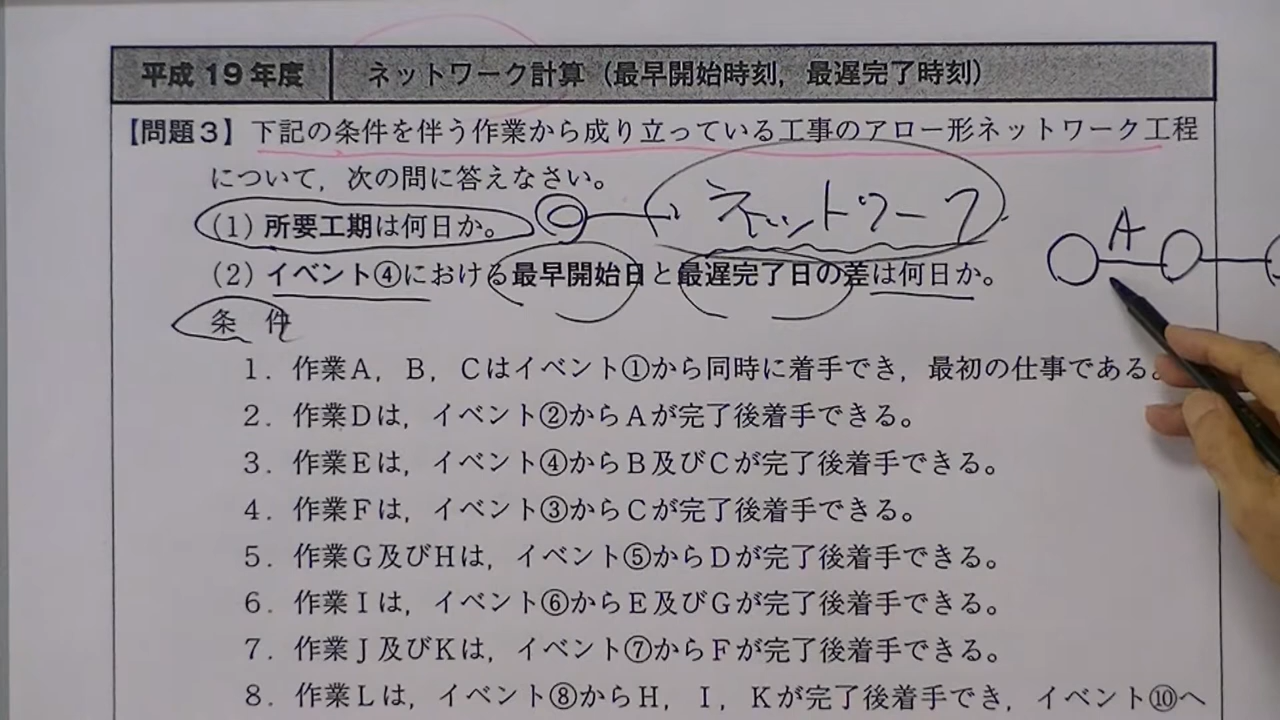 平成19年度 ネットワーク計算(最早開始時刻,最遅完了時刻)
【問題3】下記の条件を伴う作業から成り立っている工事のアロー形ネットワーク工程
について,次の問に答えなさい。
(1)所要工期は何日か。 ネットワーク
A
(2)イベント④における最早開始日と最遅完了日の差は何日か。
条 件
1.作業A,B,Cはイベント①から同時に着手でき,最初の仕事である。
2.作業Dは,イベント②からAが完了後着手できる。
3.作業Eは,イベント④からB及びCが完了後着手できる。
4.作業Fは,イベント③からCが完了後着手できる。
5.作業G及びHは,イベント⑤からDが完了後着手できる。
6.作業Iは,イベント⑥からE及びGが完了後着手できる。
7.作業J及びKは,イベント⑦からFが完了後着手できる。
8.作業Lは,イベント⑧からH,I,Kが完了後着手でき,イベント⑩へ